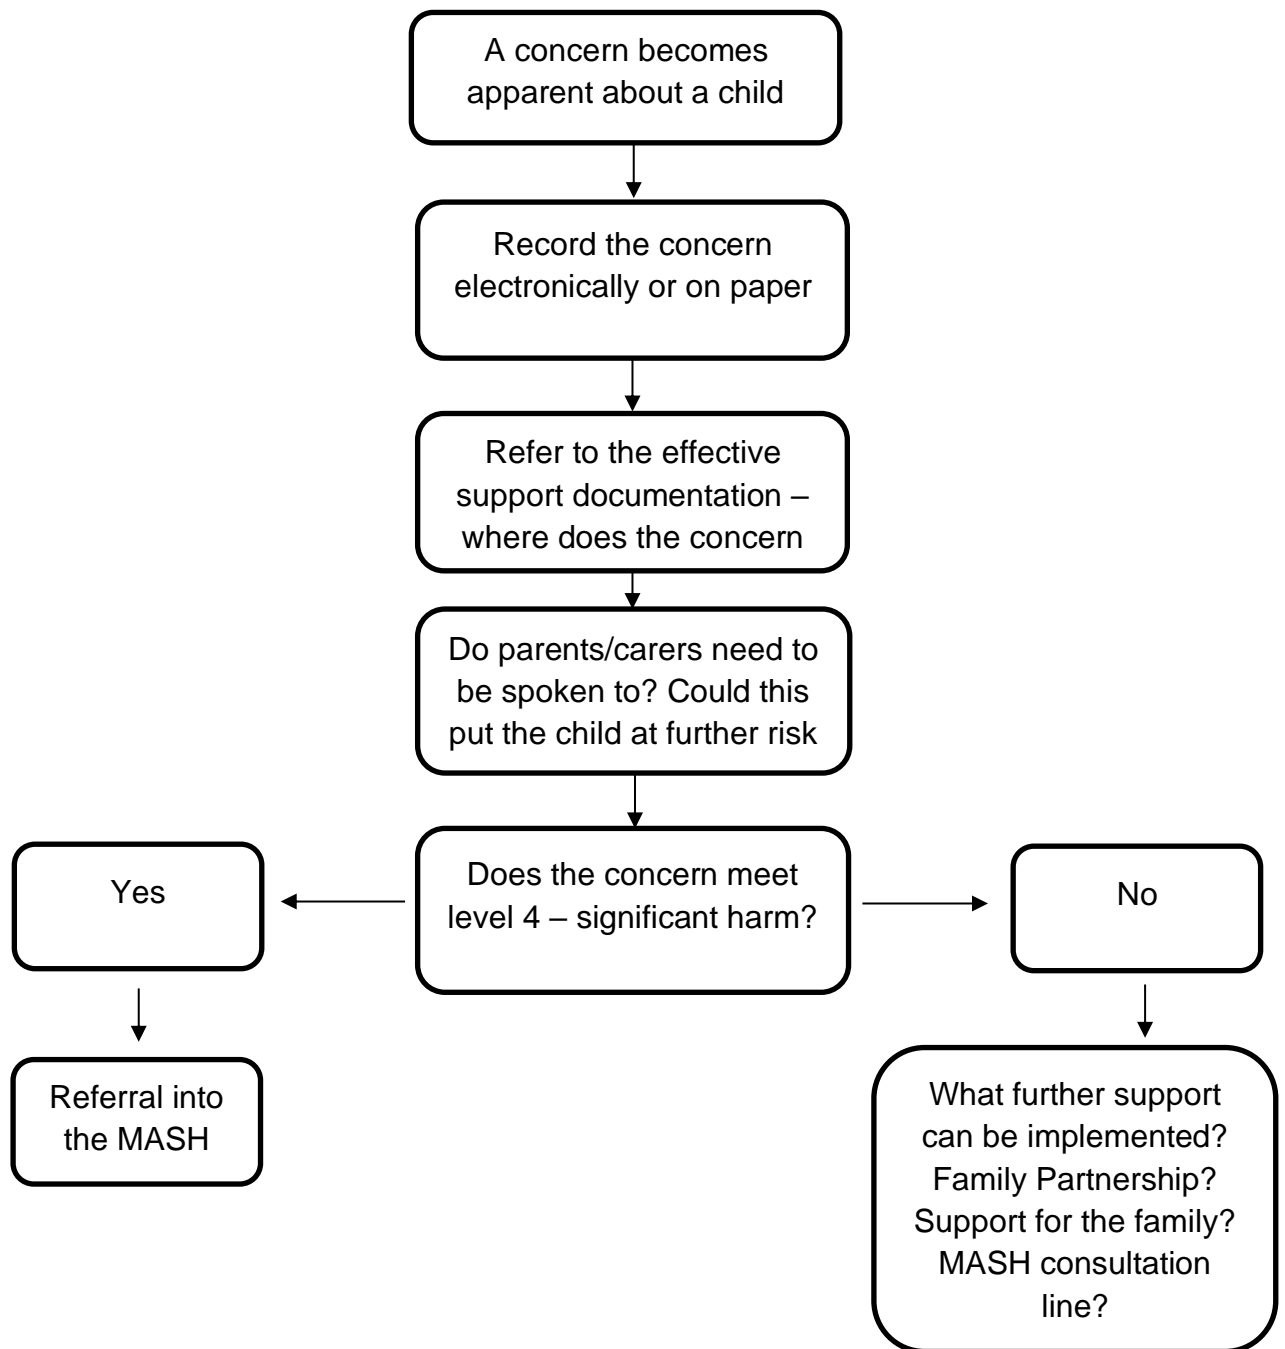 A concern becomes
apparent about a child
Record the concern
electronically or on paper
Refer to the effective
support documentation –
where does the concern
Do parents/carers need to
be spoken to? Could this
put the child at further risk
Does the concern meet
level 4 – significant harm?
Yes
No
Referral into
the MASH
What further support
can be implemented?
Family Partnership?
Support for the family?
MASH consultation
line?